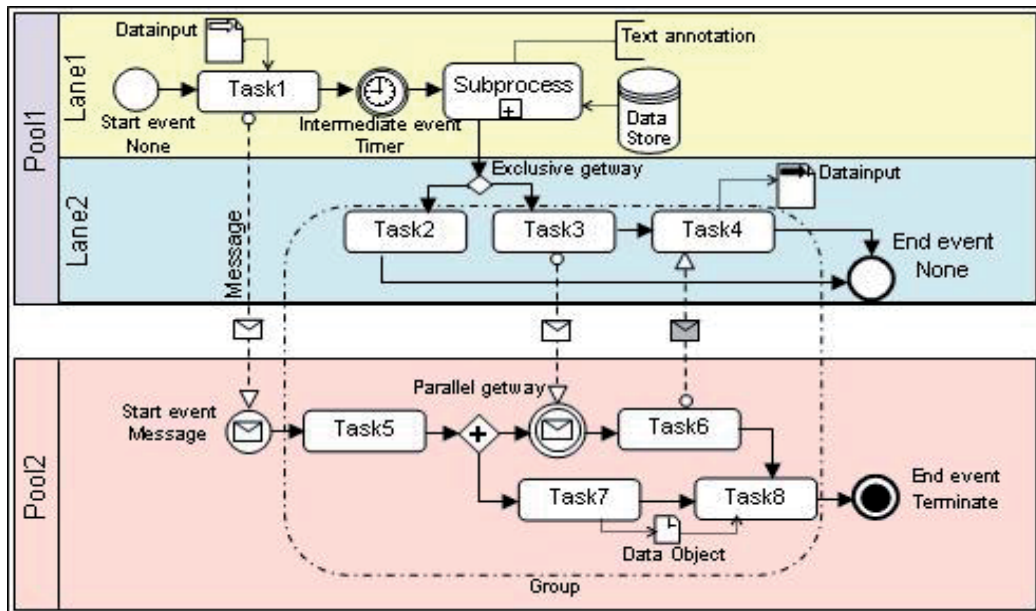 Pool1
Lane1
Datainput
Text annotation
Task1
Subprocess
Start event
None
Intermediate event
Timer
Data
Store
Lane2
Exclusive getway
Datainput
Task2
Task3
Task4
End event
None
Message
Pool2
Parallel getway
Start event
Message
Task5
Task6
Task7
Task8
End event
Terminate
Data Object
Group